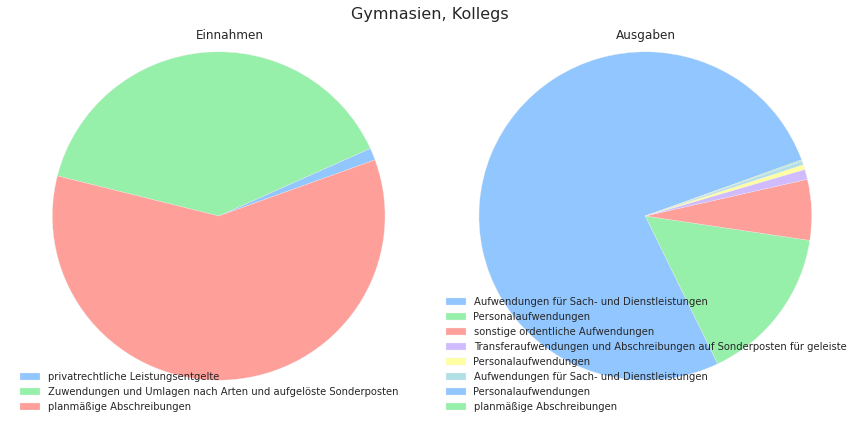 Gymnasien, Kollegs
Einnahmen
privatrechtliche Leistungsentgelte
Zuwendungen und Umlagen nach Arten und aufgelöste Sonderposten
planmäßige Abschreibungen
Ausgaben
Aufwendungen für Sach- und Dienstleistungen
Personalaufwendungen
sonstige ordentliche Aufwendungen
Transferaufwendungen und Abschreibungen auf Sonderposten für geleiste
Personalaufwendungen
Aufwendungen für Sach- und Dienstleistungen
Personalaufwendungen
planmäßige Abschreibungen